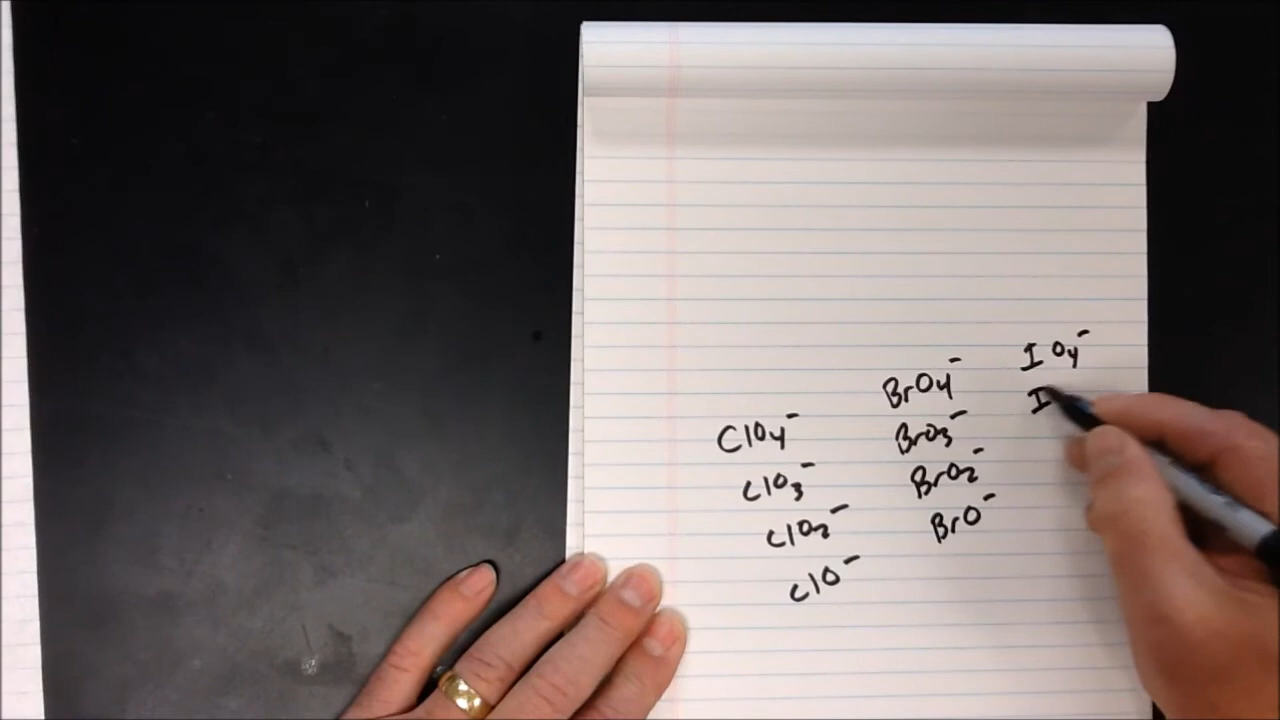 ClO4-
ClO3-
ClO2-
ClO-
BrO4-
BrO3-
BrO2-
BrO-
IO4-
I